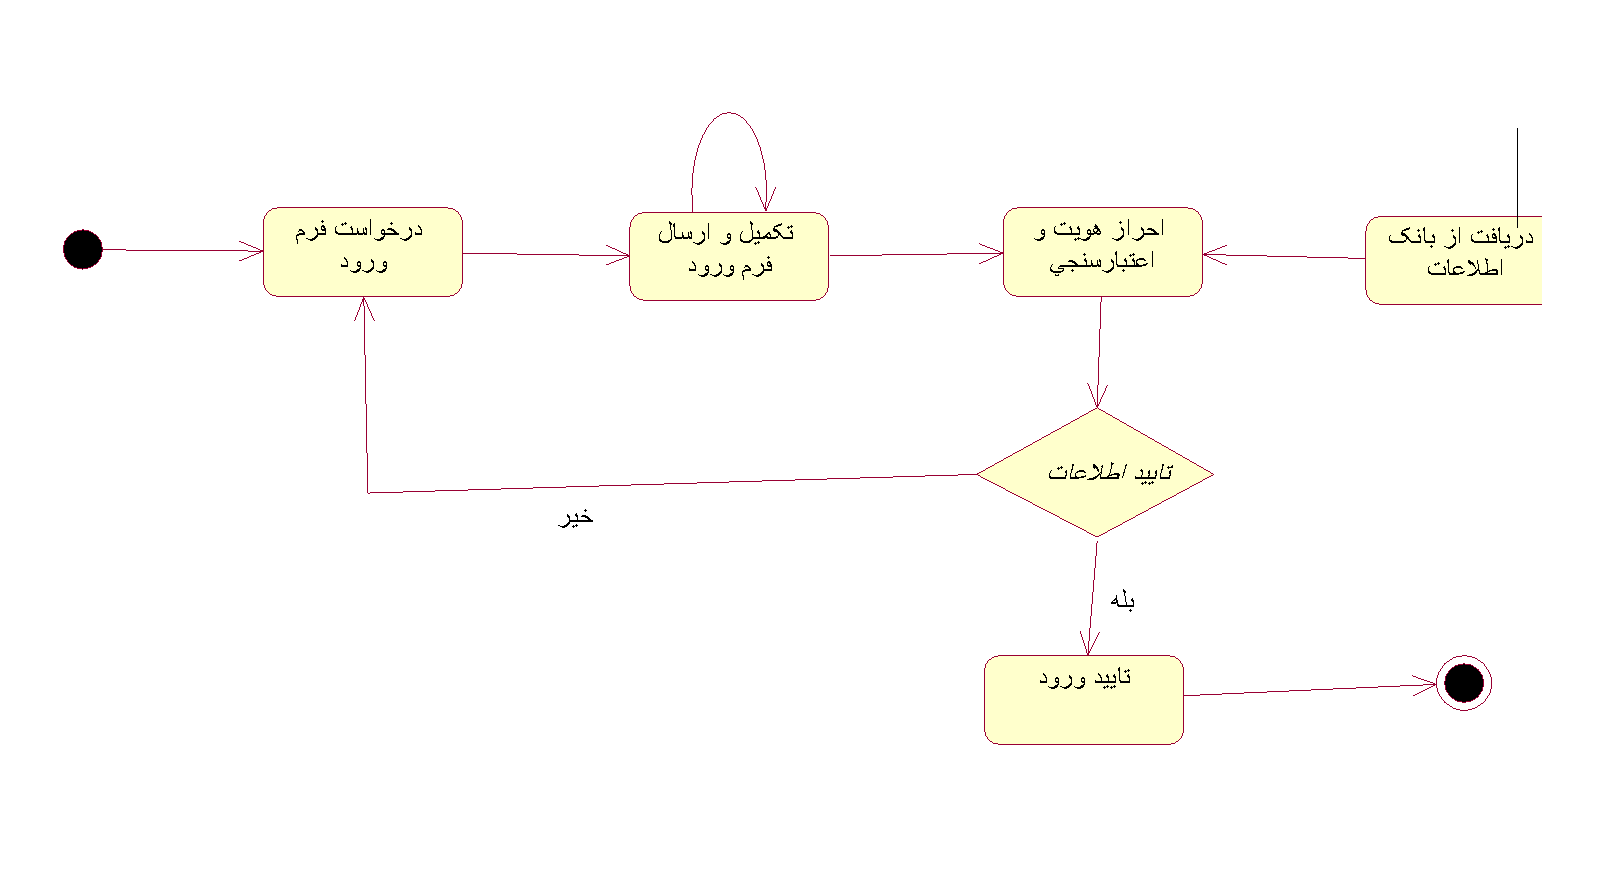 درخواست فرم
ورود
تکمیل و ارسال
فرم ورود
احراز هویت و
اعتبارسنجي
دریافت از بانک
اطلاعات
تایید اطلاعات
خیر
بله
تایید ورود